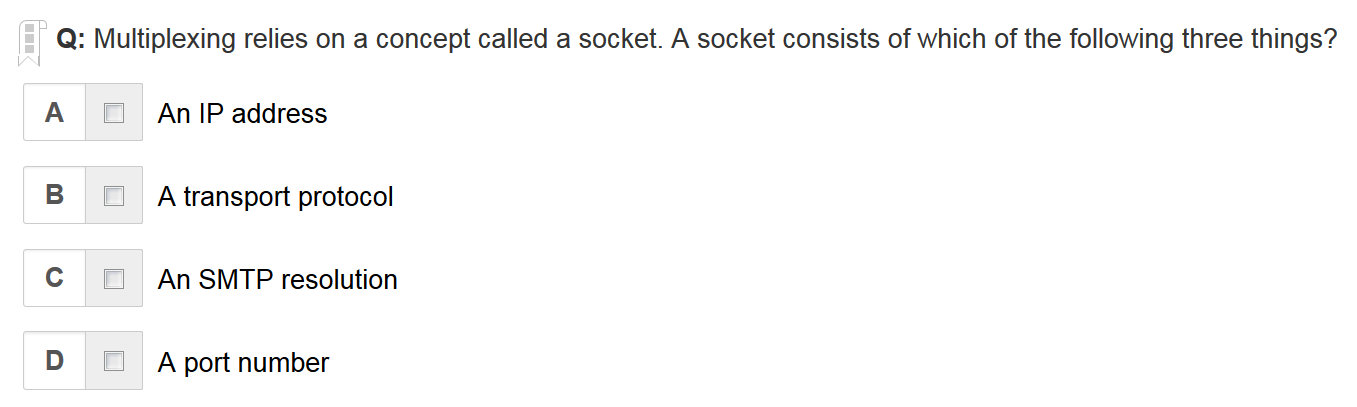 Q: Multiplexing relies on a concept called a socket. A socket consists of which of the following three things?
A An IP address
B A transport protocol
C An SMTP resolution
D A port number